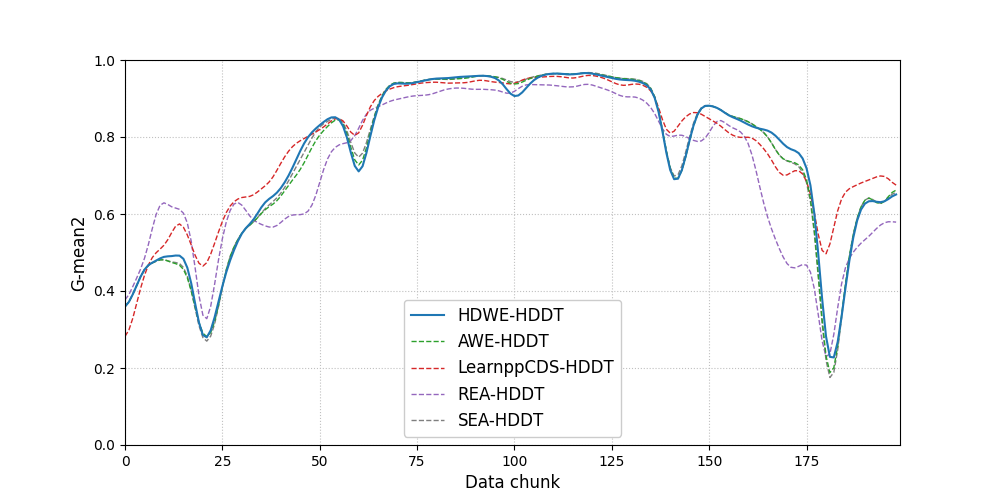 1.0
0.8
0.6
0.4
0.2
0.0
G-mean2
HDWE-HDDT
AWE-HDDT
LearnppCDS-HDDT
REA-HDDT
SEA-HDDT
0 25 50 75 100 125 150 175
Data chunk